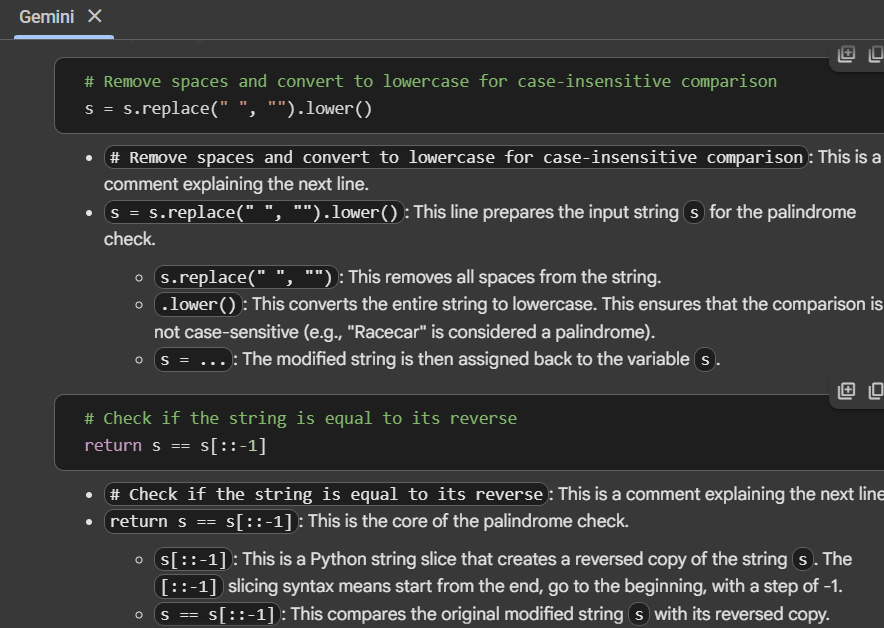 Gemini
# Remove spaces and convert to lowercase for case-insensitive comparison
s = s.replace(" ", "").lower()
# Remove spaces and convert to lowercase for case-insensitive comparison: This is a
comment explaining the next line.
s = s.replace(" ", "").lower(): This line prepares the input string s for the palindrome
check.
s.replace(" ", ""): This removes all spaces from the string.
.lower(): This converts the entire string to lowercase. This ensures that the comparison is
not case-sensitive (e.g., "Racecar" is considered a palindrome).
s = ...: The modified string is then assigned back to the variable s.
# Check if the string is equal to its reverse
return s == s[::-1]
# Check if the string is equal to its reverse: This is a comment explaining the next line
return s == s[::-1]: This is the core of the palindrome check.
s[::-1]: This is a Python string slice that creates a reversed copy of the string s. The
[::-1] slicing syntax means start from the end, go to the beginning, with a step of -1.
s == s[::-1]: This compares the original modified string s with its reversed copy.